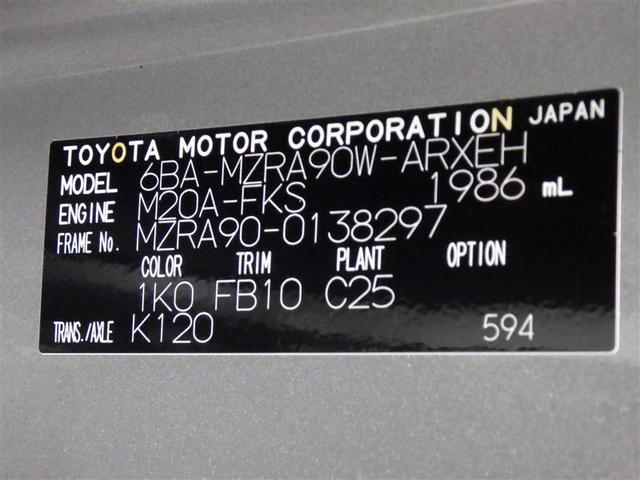 TOYOTA MOTOR CORPORATION JAPAN
MODEL 6BA-MZRA90W-ARXEH
ENGINE M20A-FKS 1986 mL
FRAME No. MZRA90-0138297
COLOR TRIM PLANT OPTION
1K0 FB10 C25
TRANS./AXLE K120 594